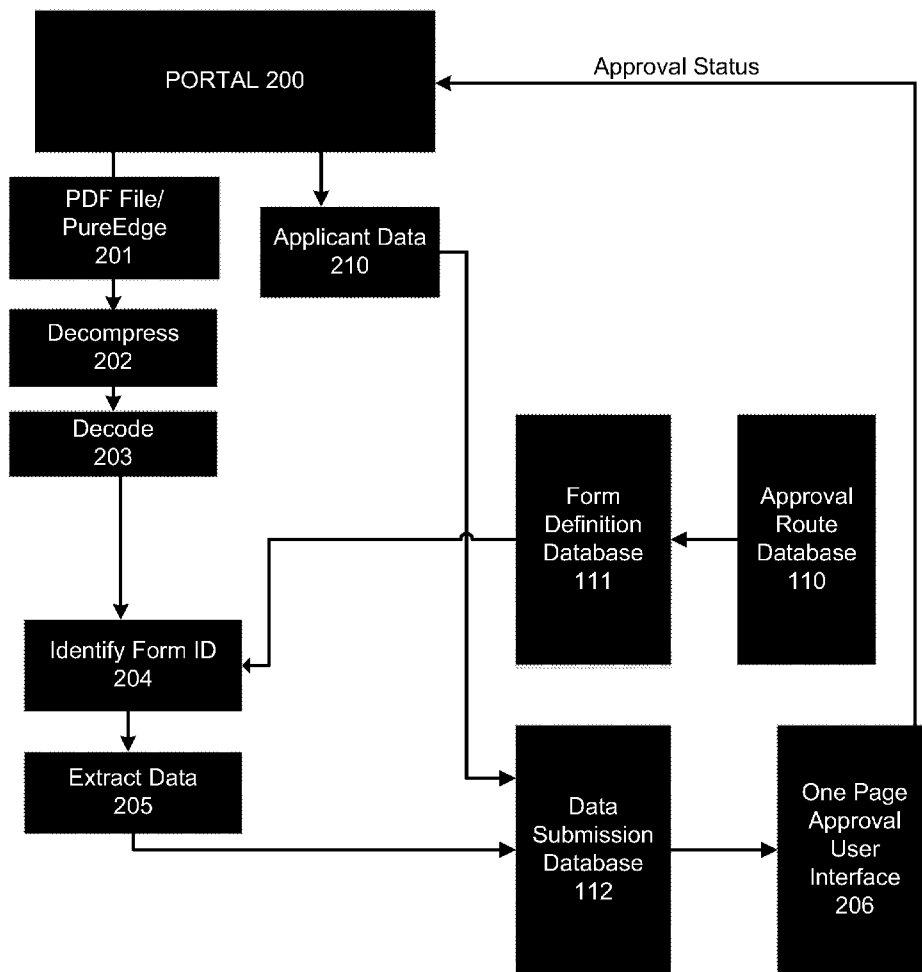 PORTAL 200
Approval Status
PDF File/
PureEdge
201
Applicant Data
210
Decompress
202
Decode
203
Form
Definition
Database
111
Approval
Route
Database
110
Identify Form ID
204
Extract Data
205
Data
Submission
Database
112
One Page
Approval
User
Interface
206